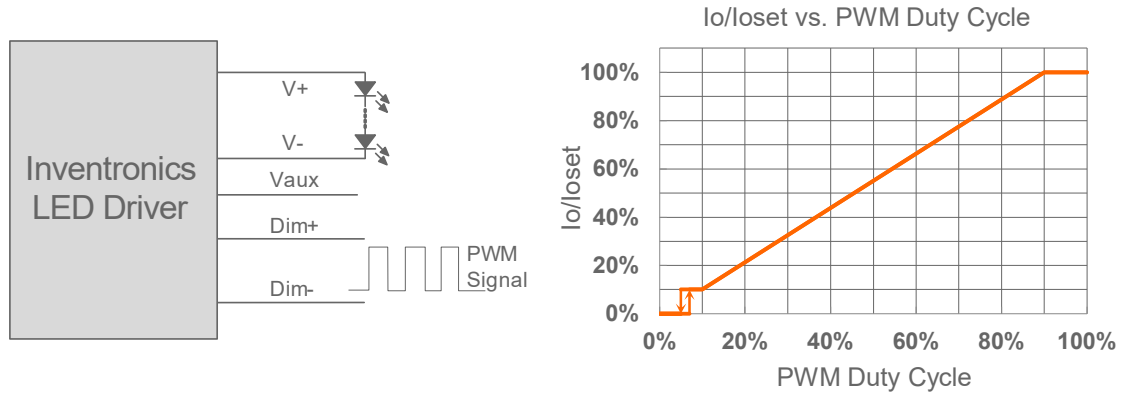 Inventronics
LED Driver
V+
V-
Vaux
Dim+
Dim-
PWM
Signal
Io/Ioset vs. PWM Duty Cycle
Io/Ioset
100%
80%
60%
40%
20%
0%
0% 20% 40% 60% 80% 100%
PWM Duty Cycle